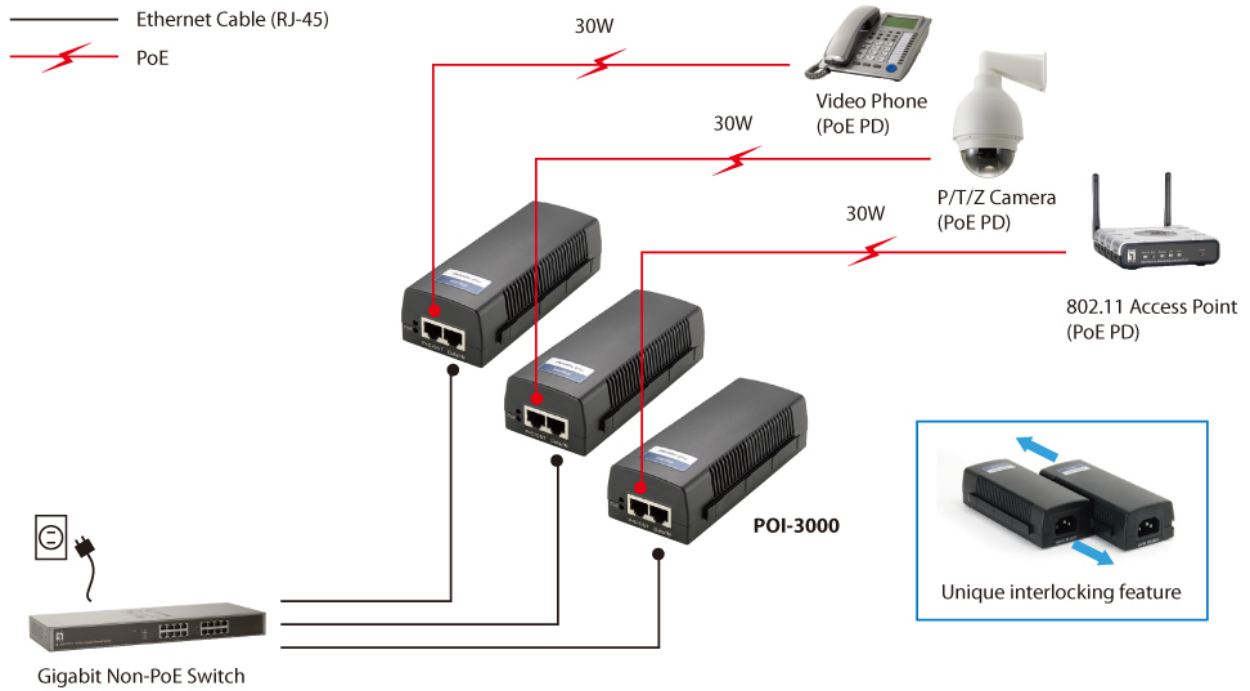 Ethernet Cable (RJ-45)
PoE
30W
Video Phone
(PoE PD)
30W
P/T/Z Camera
(PoE PD)
30W
802.11 Access Point
(PoE PD)
POI-3000
Unique interlocking feature
Gigabit Non-PoE Switch